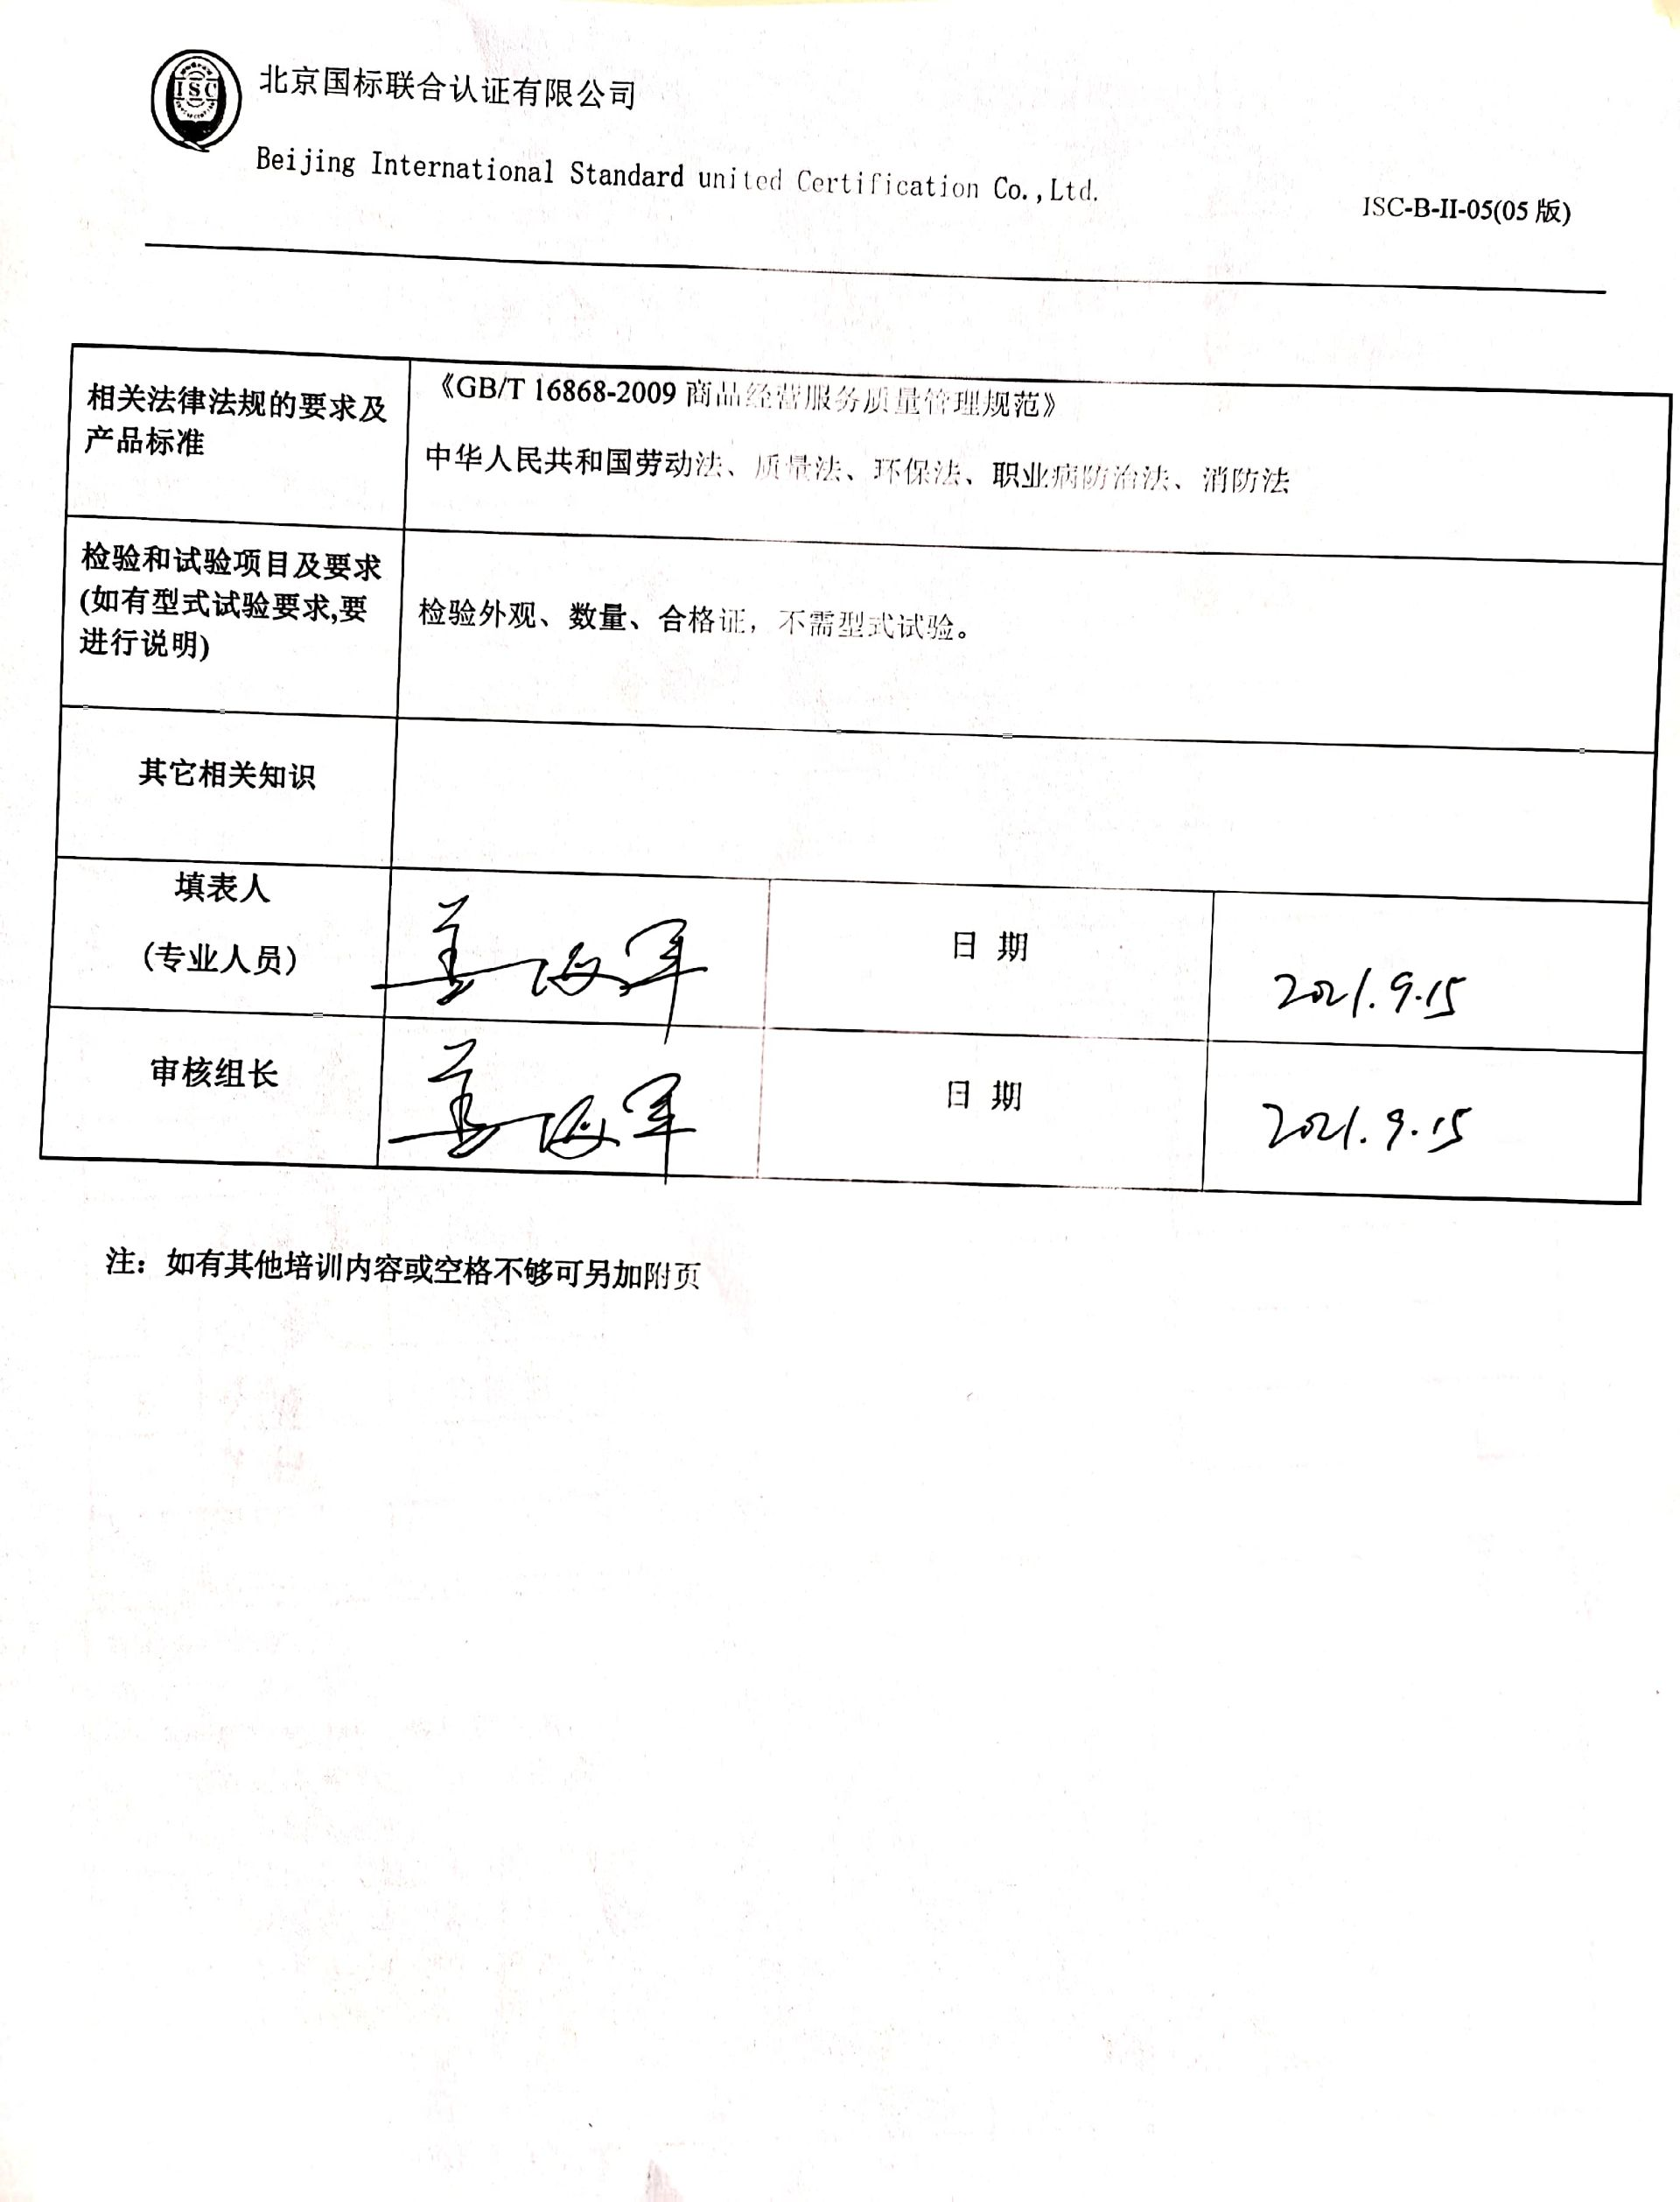 ISC
北京国标联合认证有限公司
Beijing International Standard united Certification Co.,Ltd.
ISC-B-II-05(05 版)
相关法律法规的要求及
产品标准
《GB/T 16868-2009 商品经营服务质量管理规范》
中华人民共和国劳动法、质量法、环保法、职业病防治法、消防法
检验和试验项目及要求
(如有型式试验要求,要
进行说明)
检验外观、数量、合格证，不需型式试验。
其它相关知识
填表人
（专业人员）
姜海军
日 期
2021.9.15
审核组长
姜海军
日 期
2021.9.15
注：如有其他培训内容或空格不够可另加附页